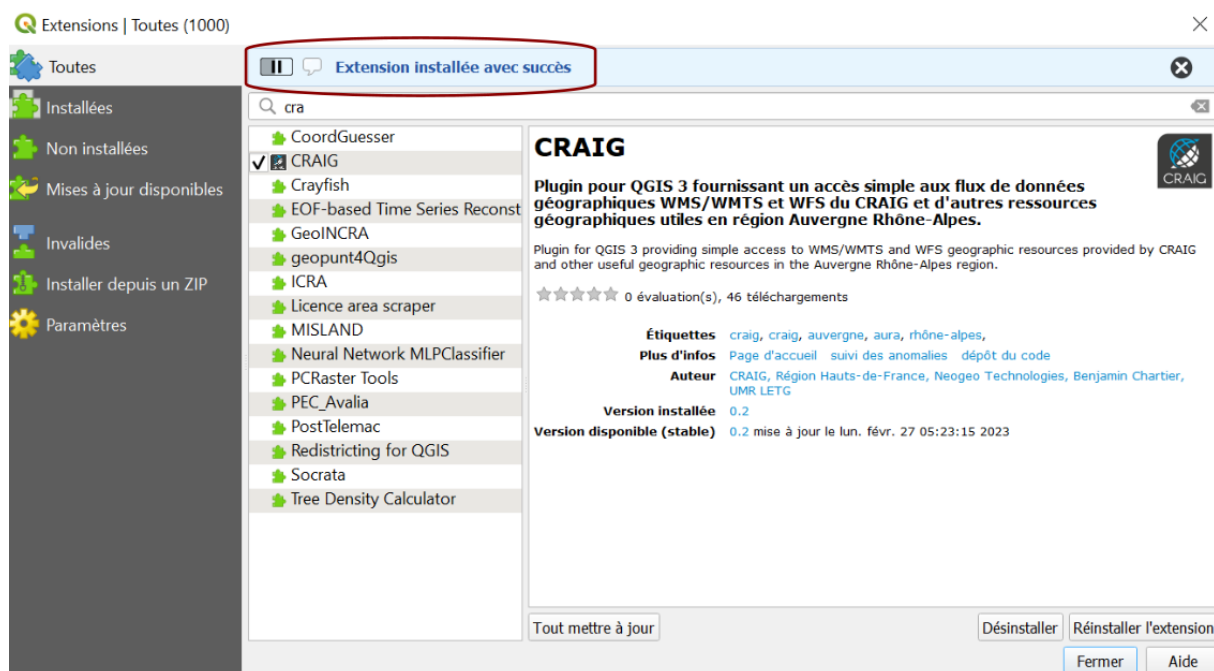 Extensions | Toutes (1000)
Toutes
Installées
Non installées
Mises à jour disponibles
Invalides
Installer depuis un ZIP
Paramètres
Extension installée avec succès
cra
CoordGuesser
CRAIG
Crayfish
EOF-based Time Series Reconst
GeoINCRA
geopunt4Qgis
ICRA
Licence area scraper
MISLAND
Neural Network MLPClassifier
PCRaster Tools
PEC_Avalia
PostTelemac
Redistricting for QGIS
Socrata
Tree Density Calculator
CRAIG
CRAIG
Plugin pour QGIS 3 fournissant un accès simple aux flux de données
géographiques WMS/WMTS et WFS du CRAIG et d'autres ressources
géographiques utiles en région Auvergne Rhône-Alpes.
Plugin for QGIS 3 providing simple access to WMS/WMTS and WFS geographic resources provided by CRAIG
and other useful geographic resources in the Auvergne Rhône-Alpes region.
0 évaluation(s), 46 téléchargements
Étiquettes craig, craig, auvergne, aura, rhône-alpes,
Plus d'infos Page d'accueil suivi des anomalies dépôt du code
Auteur CRAIG, Région Hauts-de-France, Neogeo Technologies, Benjamin Chartier,
UMR LETG
Version installée 0.2
Version disponible (stable) 0.2 mise à jour le lun. févr. 27 05:23:15 2023
Tout mettre à jour Désinstaller Réinstaller l'extension
Fermer Aide